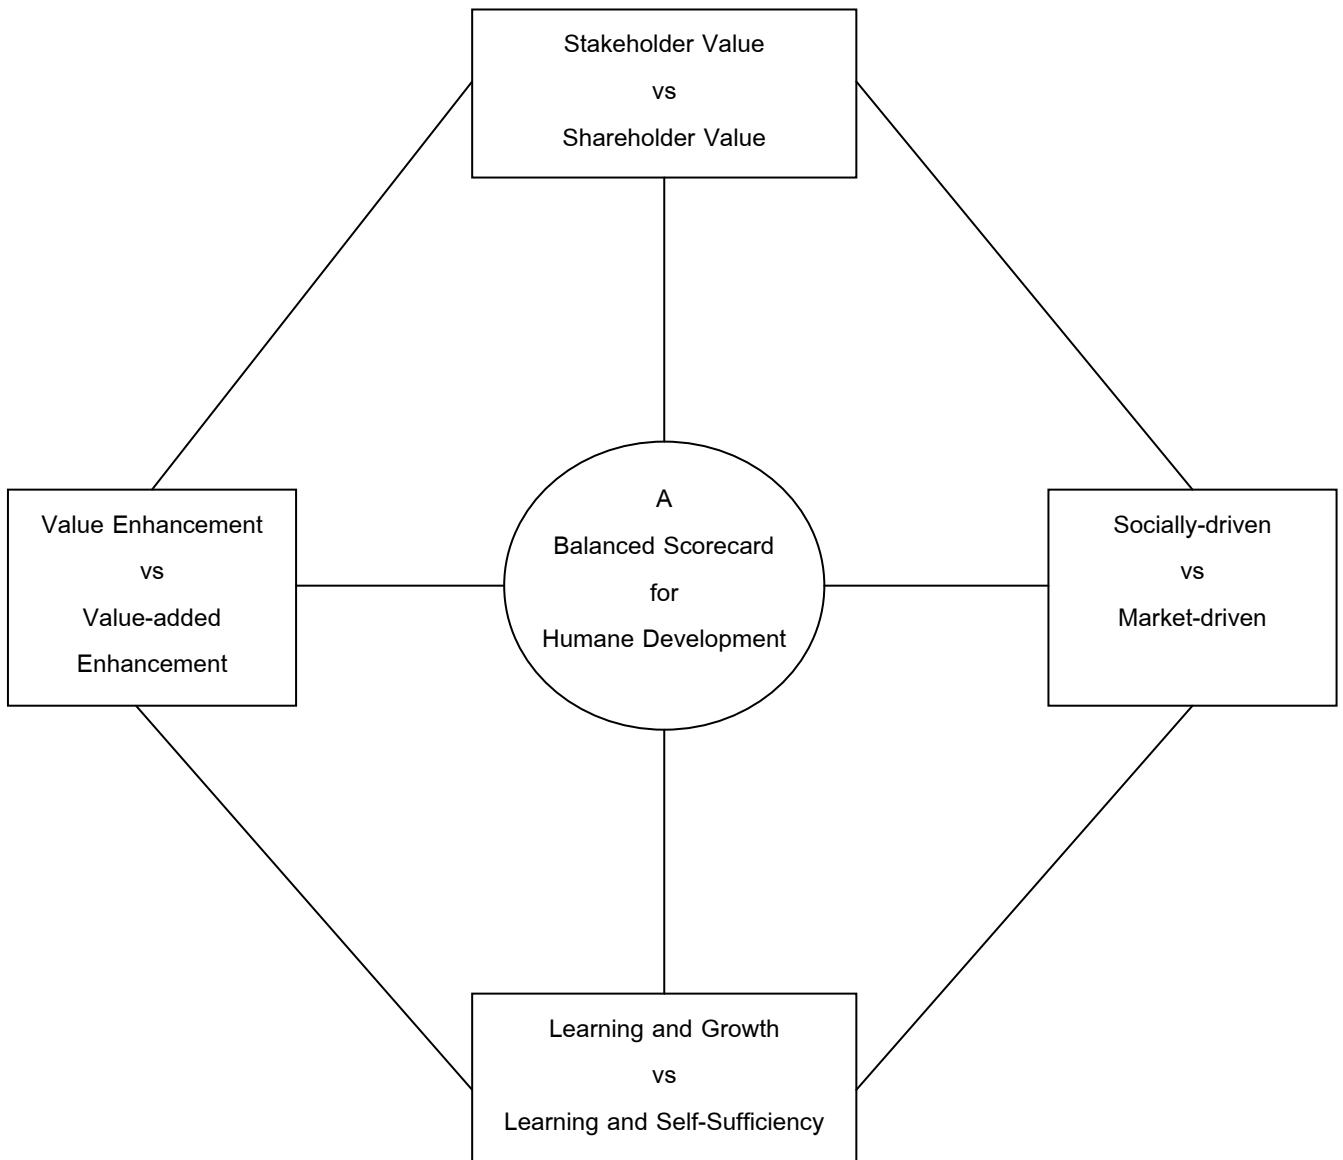 Stakeholder Value
vs
Shareholder Value
Value Enhancement
vs
Value-added
Enhancement
A
Balanced Scorecard
for
Humane Development
Socially-driven
vs
Market-driven
Learning and Growth
vs
Learning and Self-Sufficiency